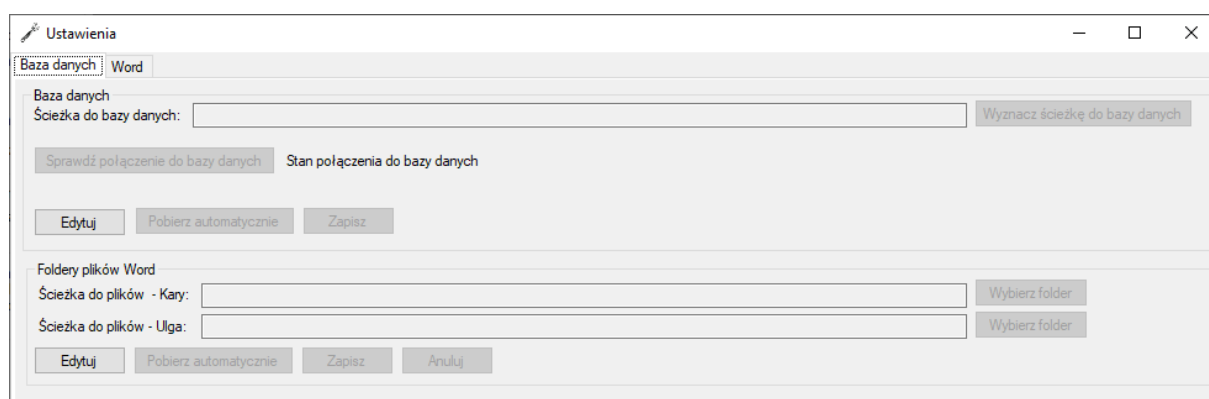 Ustawienia
Baza danych Word
Baza danych
Ścieżka do bazy danych: Wyznacz ścieżkę do bazy danych
Sprawdź połączenie do bazy danych Stan połączenia do bazy danych
Edytuj Pobierz automatycznie Zapisz
Foldery plików Word
Ścieżka do plików - Kary: Wybierz folder
Ścieżka do plików - Ulga: Wybierz folder
Edytuj Pobierz automatycznie Zapisz Anuluj